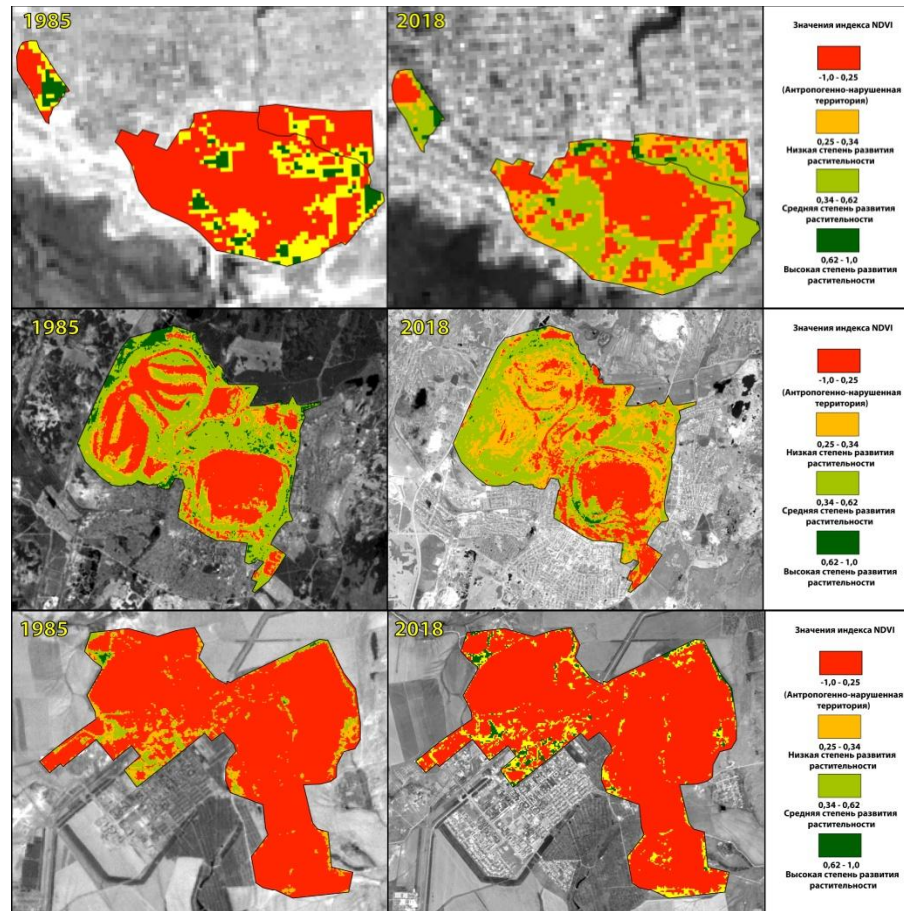 1985
2018
Значения индекса NDVI
-1,0 - 0,25
(Антропогенно-нарушенная
территория)
0,25 - 0,34
Низкая степень развития
растительности
0,34 - 0,62
Средняя степень развития
растительности
0,62 - 1,0
Высокая степень развития
растительности
1985
2018
Значения индекса NDVI
-1,0 - 0,25
(Антропогенно-нарушенная
территория)
0,25 - 0,34
Низкая степень развития
растительности
0,34 - 0,62
Средняя степень развития
растительности
0,62 - 1,0
Высокая степень развития
растительности
1985
2018
Значения индекса NDVI
-1,0 - 0,25
(Антропогенно-нарушенная
территория)
0,25 - 0,34
Низкая степень развития
растительности
0,34 - 0,62
Средняя степень развития
растительности
0,62 - 1,0
Высокая степень развития
растительности